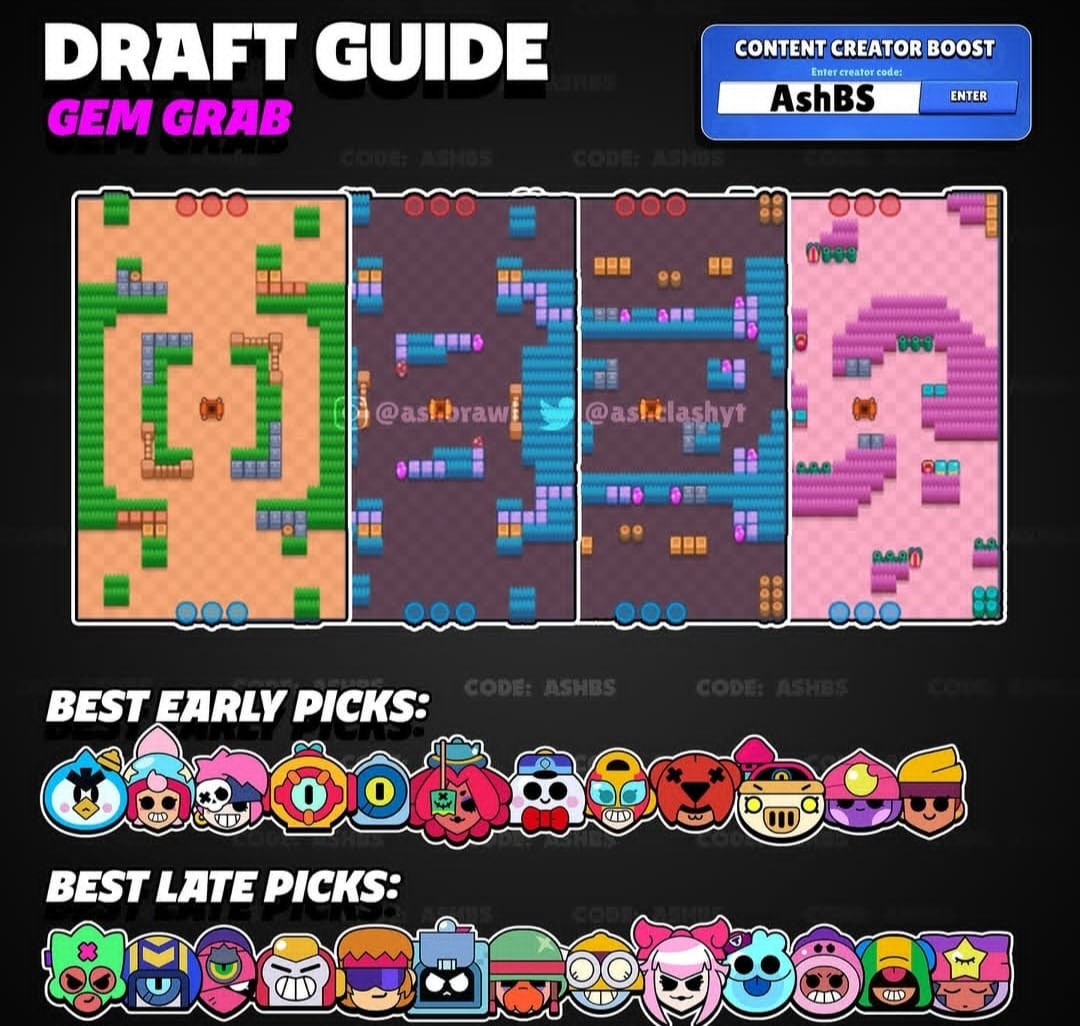 DRAFT GUIDE
GEM GRAB
CONTENT CREATOR BOOST
Enter creator code:
AshBS
ENTER
CODE: ASHBS
CODE: ASHBS
@ashbrawl
@ashclashyt
BEST EARLY PICKS:
CODE: ASHBS
CODE: ASHBS
BEST LATE PICKS: